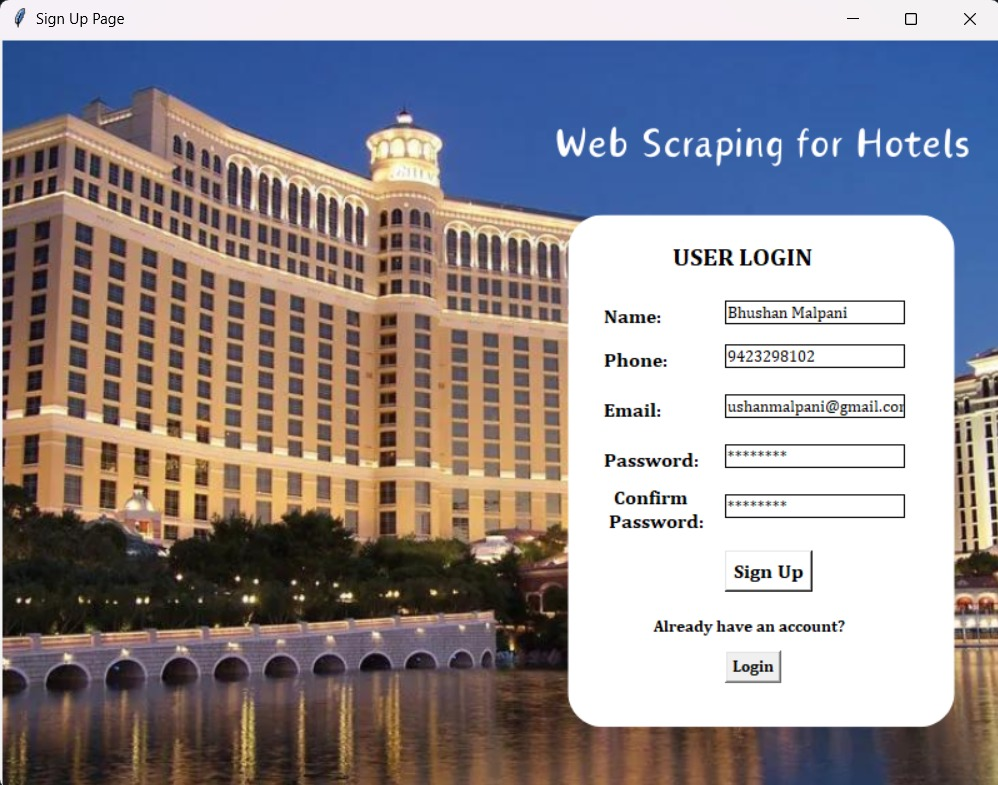 Sign Up Page
Web Scraping for Hotels
USER LOGIN
Name: Bhushan Malpani
Phone: 9423298102
Email: ushanmalpani@gmail.com
Password: ********
Confirm
Password: ********
Sign Up
Already have an account?
Login